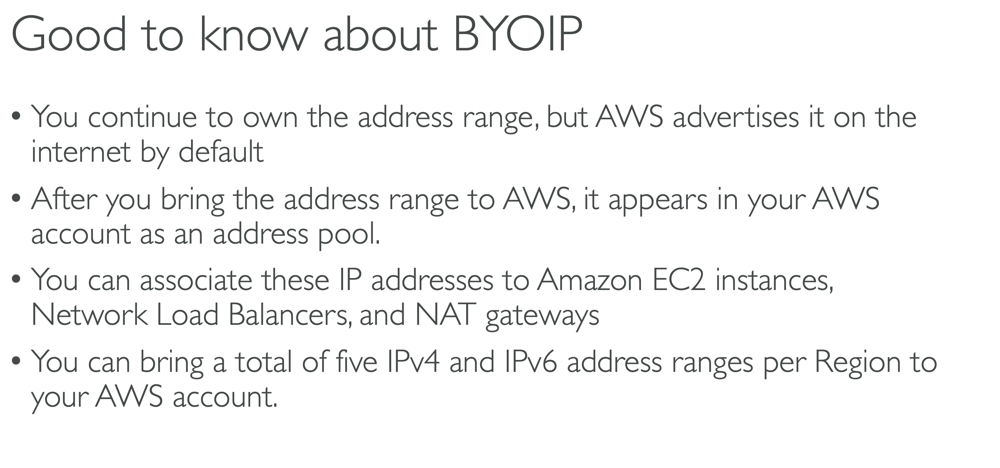 Good to know about BYOIP
• You continue to own the address range, but AWS advertises it on the
internet by default
• After you bring the address range to AWS, it appears in your AWS
account as an address pool.
• You can associate these IP addresses to Amazon EC2 instances,
Network Load Balancers, and NAT gateways
• You can bring a total of five IPv4 and IPv6 address ranges per Region to
your AWS account.